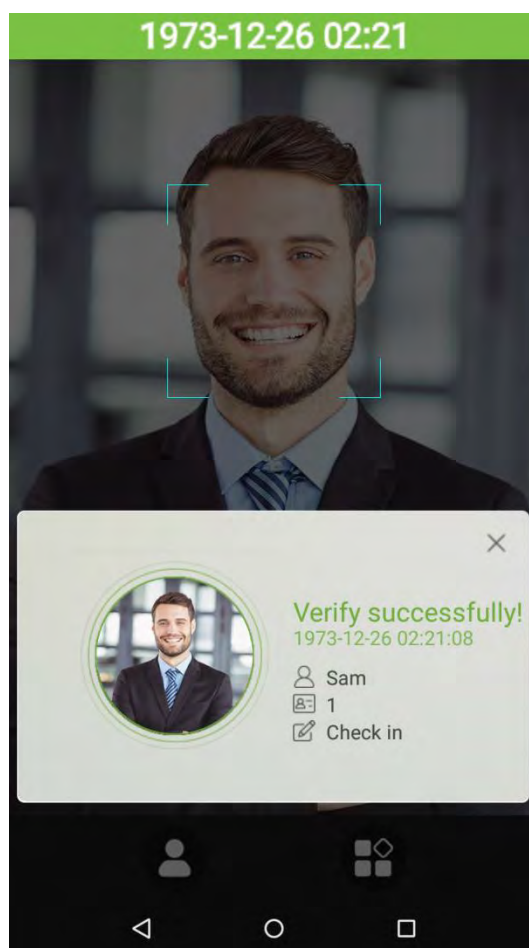 1973-12-26 02:21
Verify successfully!
1973-12-26 02:21:08
Sam
1
Check in